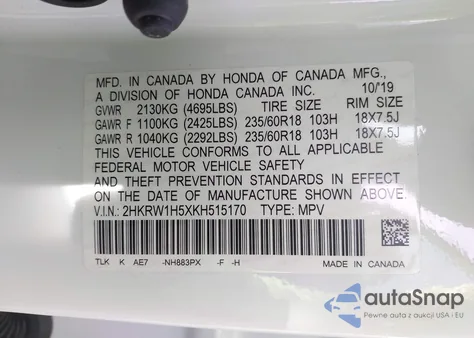 MFD. IN CANADA BY HONDA OF CANADA MFG.,
A DIVISION OF HONDA CANADA INC. 10/19
GVWR 2130KG (4695LBS) TIRE SIZE RIM SIZE
GAWR F 1100KG (2425LBS) 235/60R18 103H 18X7.5J
GAWR R 1040KG (2292LBS) 235/60R18 103H 18X7.5J
THIS VEHICLE CONFORMS TO ALL APPLICABLE
FEDERAL MOTOR VEHICLE SAFETY
AND THEFT PREVENTION STANDARDS IN EFFECT
ON THE DATE OF MANUFACTURE SHOWN ABOVE.
V.I.N.: 2HKRW1H5XKH515170 TYPE: MPV
TLK K AE7 -NH883PX -F -H MADE IN CANADA
autoSnap
Pewne auta z aukcji USA i EU